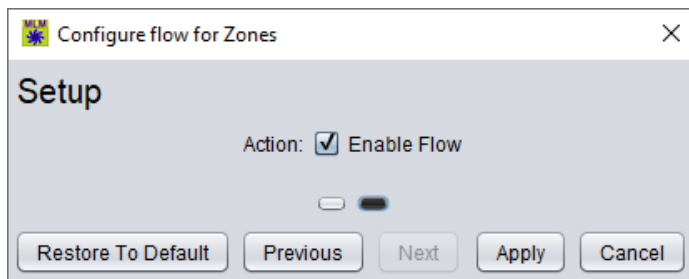 MLM
Configure flow for Zones
Setup
Action: Enable Flow
Restore To Default Previous Next Apply Cancel